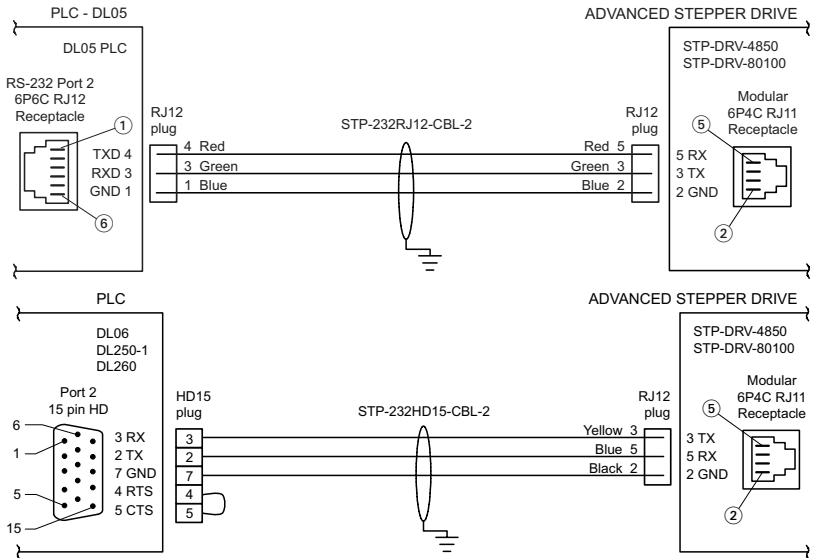 PLC - DL05
ADVANCED STEPPER DRIVE
DL05 PLC
RS-232 Port 2
6P6C RJ12
Receptacle
1
TXD 4
RXD 3
GND 1
6
RJ12
plug
4 Red
3 Green
1 Blue
STP-232RJ12-CBL-2
Red 5
Green 3
Blue 2
RJ12
plug
STP-DRV-4850
STP-DRV-80100
Modular
6P4C RJ11
Receptacle
5
5 RX
3 TX
2 GND
2
PLC
ADVANCED STEPPER DRIVE
DL06
DL250-1
DL260
Port 2
15 pin HD
6
1
5
15
3 RX
2 TX
7 GND
4 RTS
5 CTS
HD15
plug
3
2
7
4
5
STP-232HD15-CBL-2
Yellow 3
Blue 5
Black 2
RJ12
plug
STP-DRV-4850
STP-DRV-80100
Modular
6P4C RJ11
Receptacle
5
3 TX
5 RX
2 GND
2